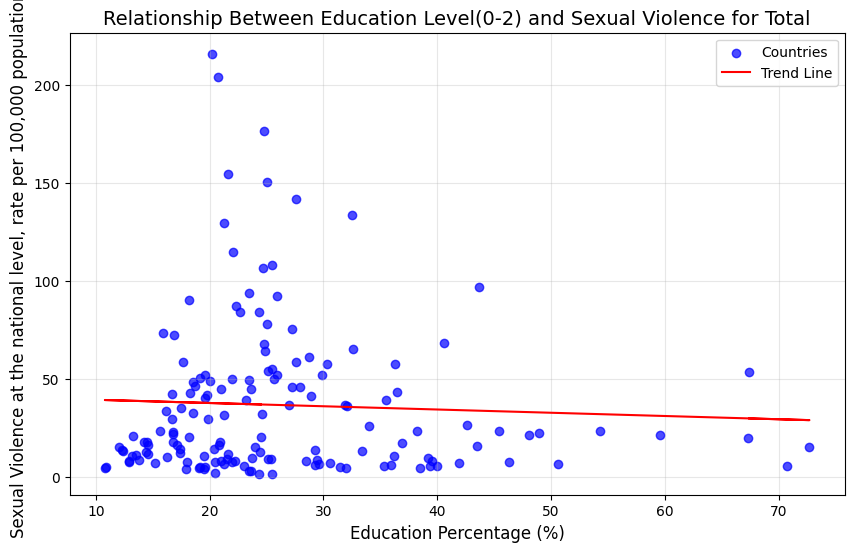 Relationship Between Education Level(0-2) and Sexual Violence for Total
Countries
Trend Line
Sexual Violence at the national level, rate per 100,000 population
200
150
100
50
0
10
20
30
40
50
60
70
Education Percentage (%)